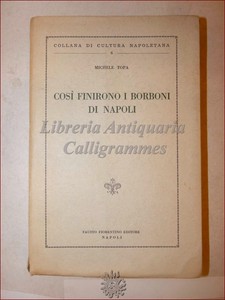 COLLANA DI CULTURA NAPOLETANA
MICHELE TOPA
COSÌ FINIRONO I BORBONI
DI NAPOLI
Libreria Antiquaria
Calligrammes
FAUSTO FIORENTINO EDITORE
NAPOLI